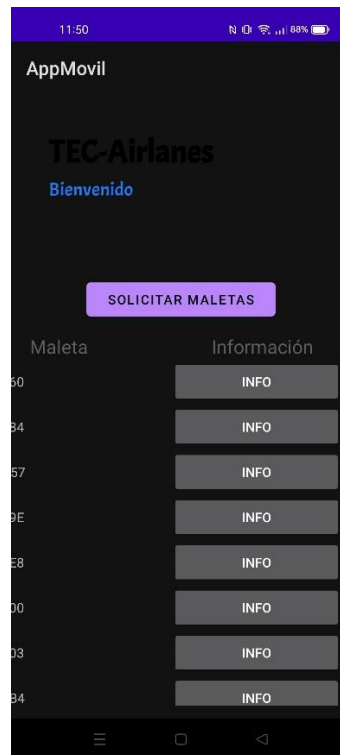 11:50 88%
AppMovil
TEC-Airlanes
Bienvenido
SOLICITAR MALETAS
Maleta Información
60 INFO
84 INFO
57 INFO
9E INFO
E8 INFO
00 INFO
03 INFO
84 INFO